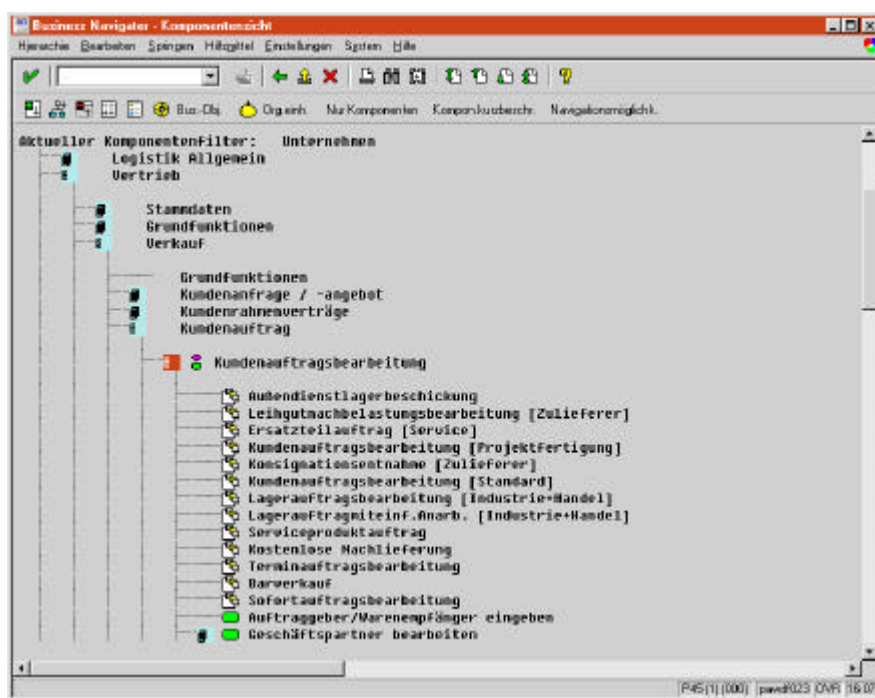 Business Navigator - Komponentensicht
Hierarchie Bearbeiten Springen Hilfsmittel Einstellungen System Hilfe
Bus.-Obj. Org.einh. Nur Komponenten Kompon.kurzbeschr. Navigationsmöglichk.
Aktueller Komponentenfilter: Unternehmen
Logistik Allgemein
Vertrieb
Stammdaten
Grundfunktionen
Verkauf
Grundfunktionen
Kundenanfrage / -angebot
Kundenrahmenverträge
Kundenauftrag
Kundenauftragsbearbeitung
Außendienstlagerbeschickung
Leihgutnachbelastungsbearbeitung [Zulieferer]
Ersatzteilauftrag [Service]
Kundenauftragsbearbeitung [Projektfertigung]
Konsignationsentnahme [Zulieferer]
Kundenauftragsbearbeitung [Standard]
Lagerauftragsbearbeitung [Industrie+Handel]
Lagerauftragmiteinf.Anarb. [Industrie+Handel]
Serviceproduktauftrag
Kostenlose Nachlieferung
Terminauftragsbearbeitung
Barverkauf
Sofortauftragsbearbeitung
Auftraggeber/Warenempfänger eingeben
Geschäftspartner bearbeiten
(000) OVR 16:07